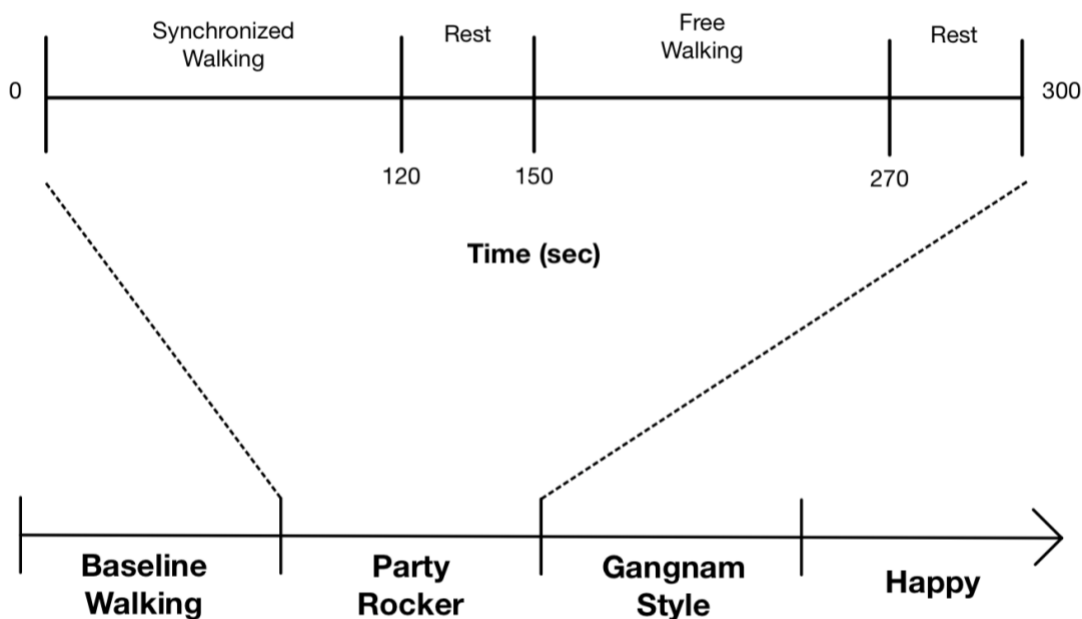 Synchronized
Walking
Rest
Free
Walking
Rest
0
300
120
150
270
Time (sec)
Baseline
Walking
Party
Rocker
Gangnam
Style
Happy